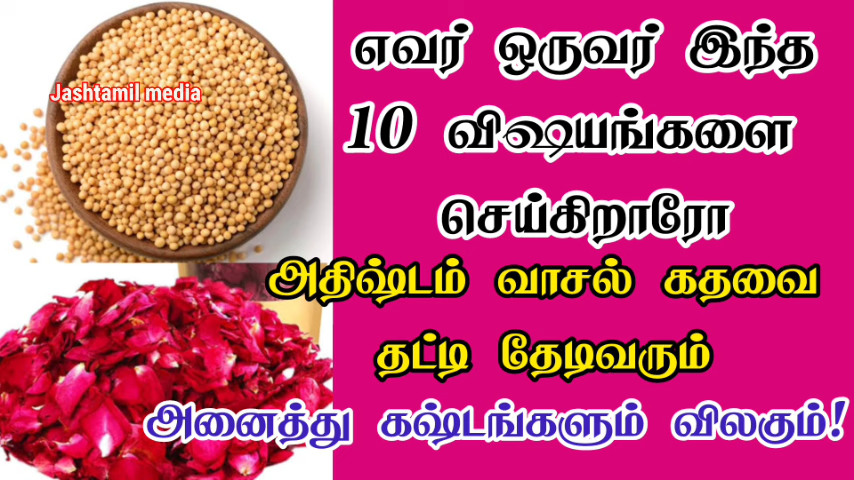 Jashtamil media
எவர் ஒருவர் இந்த
10 விஷயங்களை
செய்கிறாரோ
அதிஷ்டம் வாசல் கதவை
தட்டி தேடிவரும்
அனைத்து கஷ்டங்களும் விலகும்!